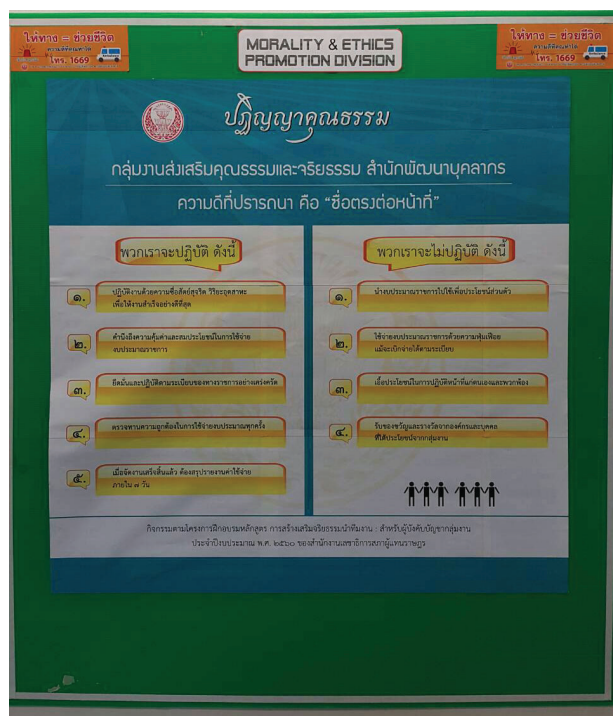 ให้ทาง = ช่วยชีวิต
โทร. 1669
MORALITY & ETHICS
PROMOTION DIVISION
ให้ทาง = ช่วยชีวิต
โทร. 1669
ปฏิญญาคุณธรรม
กลุ่มงานส่งเสริมคุณธรรมและจริยธรรม สำนักพัฒนาบุคลากร
ความดีที่ปรารถนา คือ "ซื่อตรงต่อหน้าที่"
พวกเราจะปฏิบัติ ดังนี้
๑. ปฏิบัติงานด้วยความซื่อสัตย์สุจริต วิริยะอุตสาหะ
เพื่อให้งานสำเร็จอย่างดีที่สุด
๒. คำนึงถึงความคุ้มค่าและสมประโยชน์ในการใช้จ่าย
งบประมาณราชการ
๓. ยึดมั่นและปฏิบัติตามระเบียบของทางราชการอย่างเคร่งครัด
๔. ตรวจทานความถูกต้องในการใช้จ่ายงบประมาณทุกครั้ง
๕. เมื่อจัดงานเสร็จสิ้นแล้ว ต้องสรุปรายงานค่าใช้จ่าย
ภายใน ๗ วัน
พวกเราจะไม่ปฏิบัติ ดังนี้
๑. นำงบประมาณราชการไปใช้เพื่อประโยชน์ส่วนตัว
๒. ใช้จ่ายงบประมาณราชการด้วยความฟุ่มเฟือย
แม้จะเบิกจ่ายได้ตามระเบียบ
๓. เอื้อประโยชน์ในการปฏิบัติหน้าที่แก่ตนเองและพวกพ้อง
๔. รับของขวัญและรางวัลจากองค์กรและบุคคล
ที่ได้ประโยชน์จากกลุ่มงาน
กิจกรรมตามโครงการฝึกอบรมหลักสูตร การสร้างเสริมจริยธรรมนำทีมงาน : สำหรับผู้บังคับบัญชากลุ่มงาน
ประจำปีงบประมาณ พ.ศ. ๒๕๖๐ ของสำนักงานเลขาธิการสภาผู้แทนราษฎร